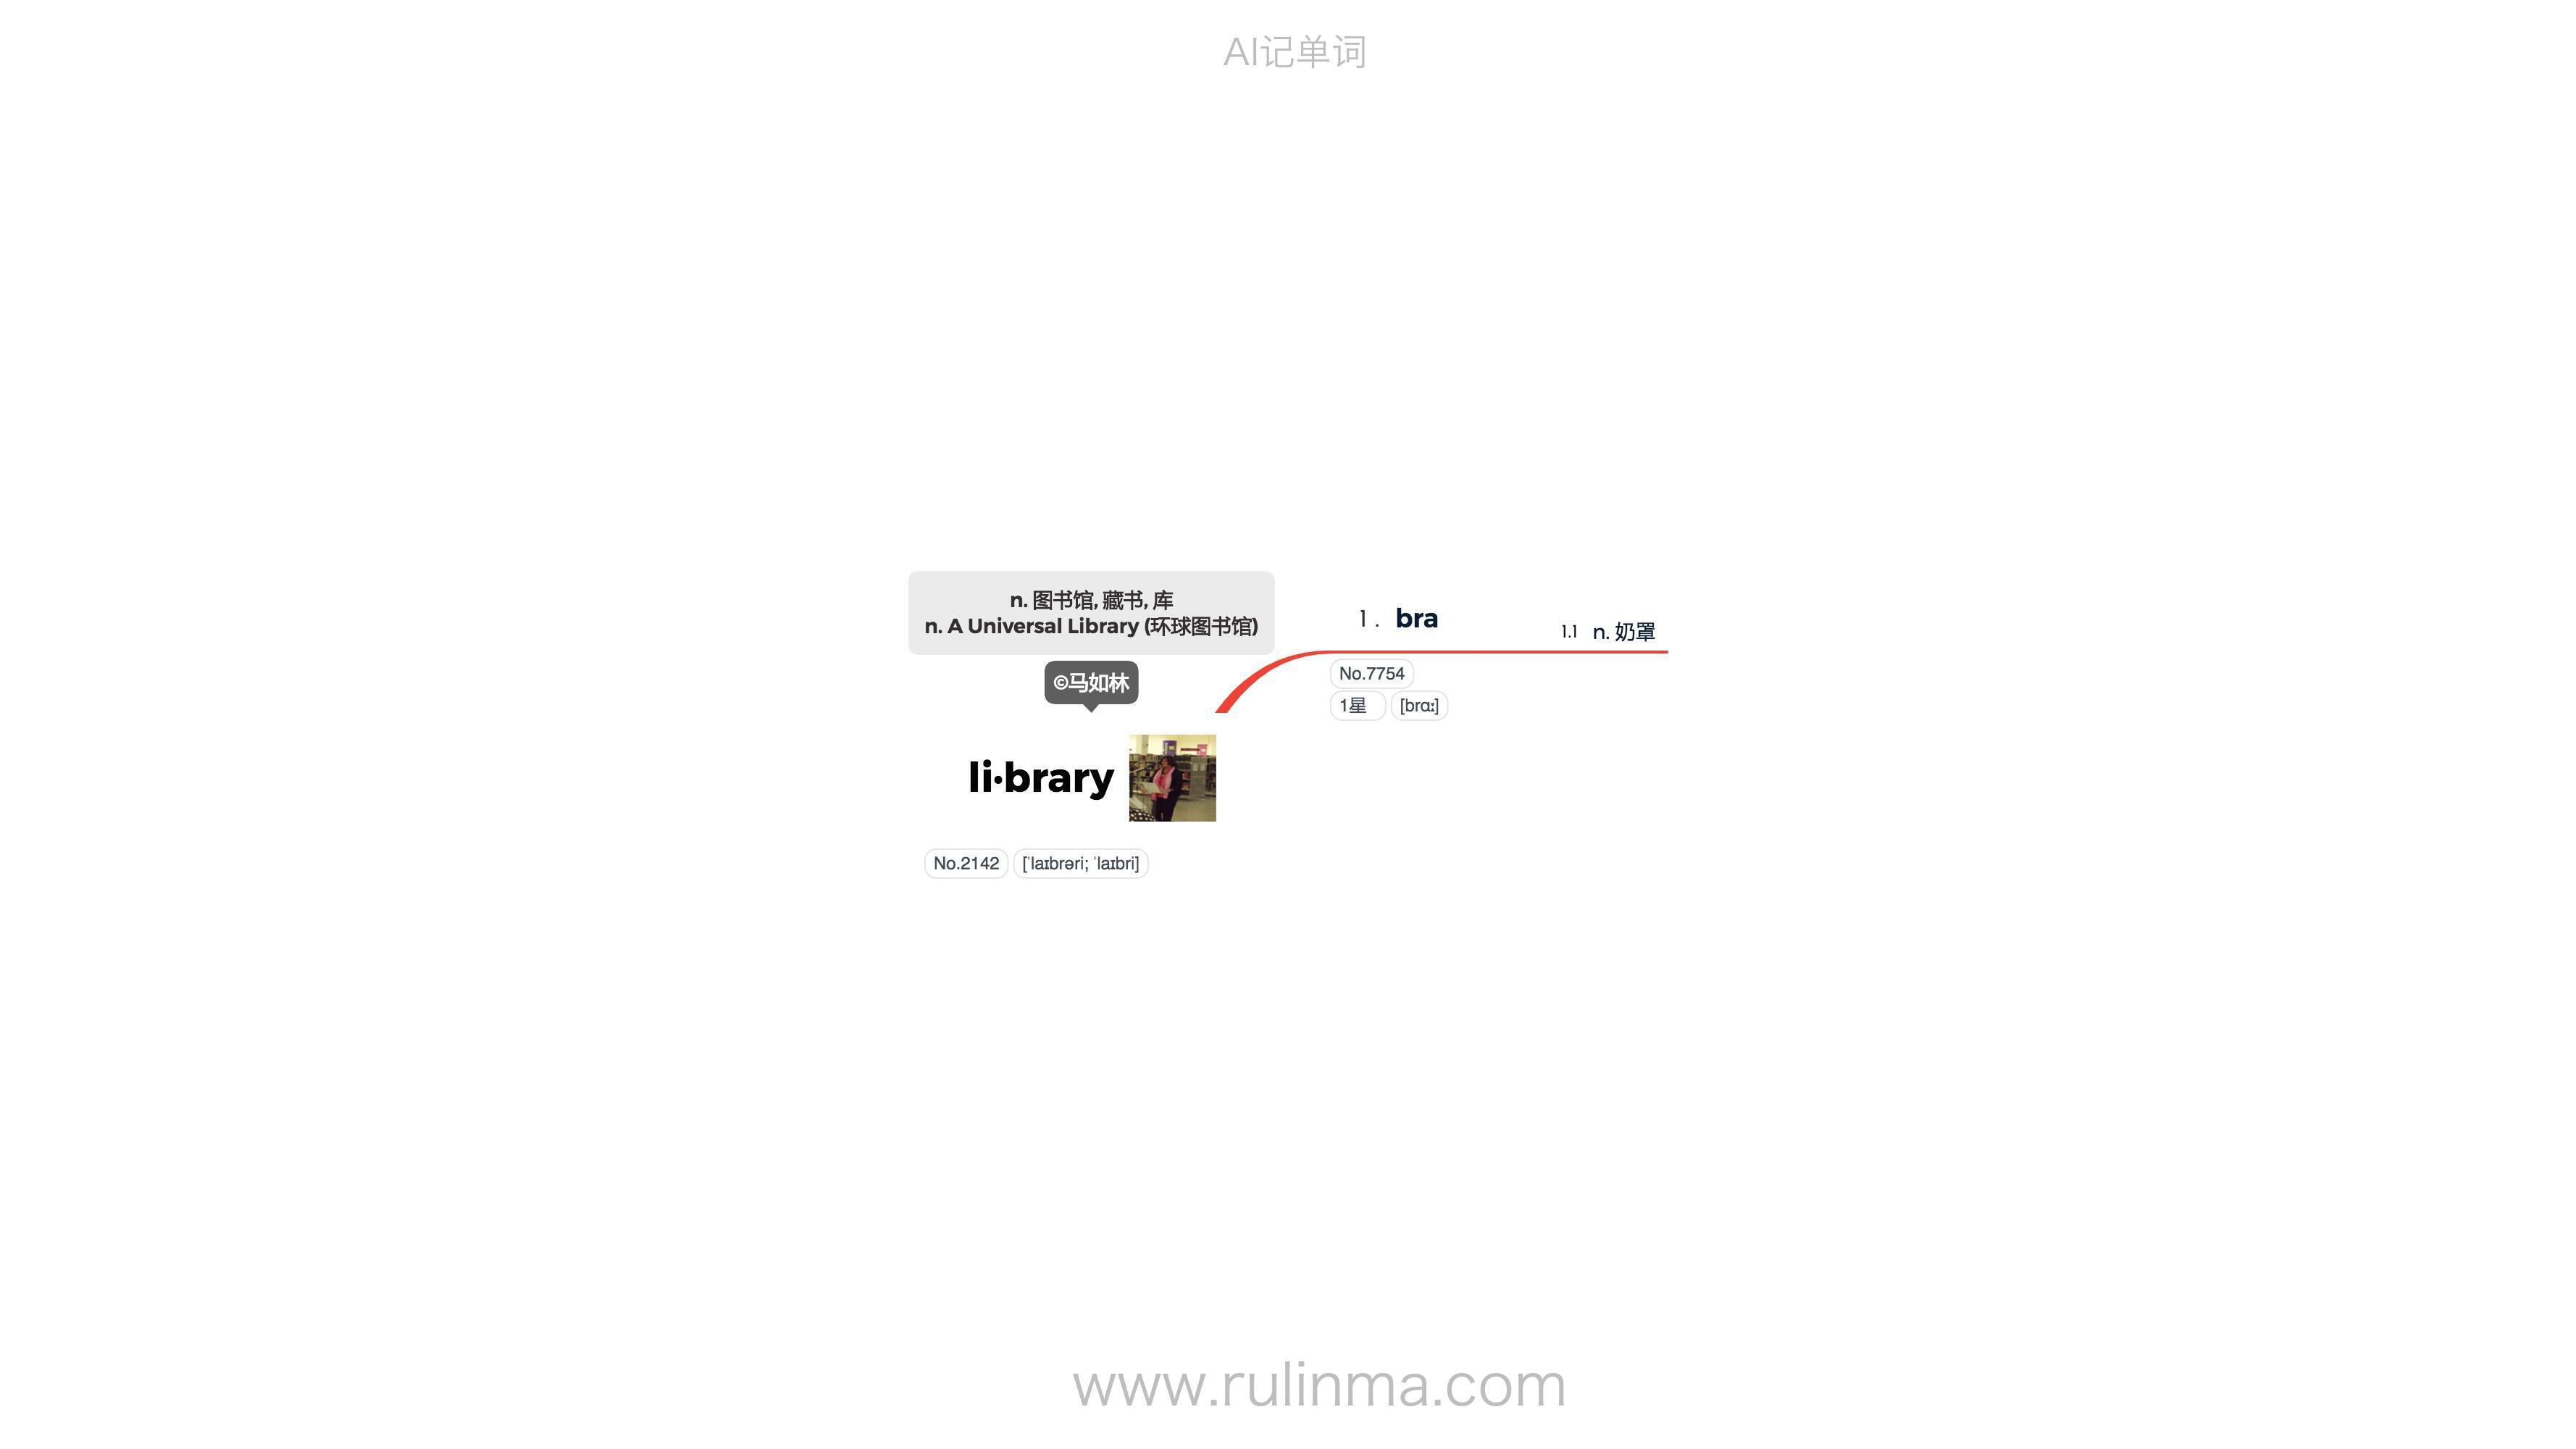 AI记单词
n. 图书馆, 藏书, 库
n. A Universal Library (环球图书馆)
©马如林
1 . bra
1.1 n. 奶罩
No.7754
1星 [brɑː]
li·brary
No.2142 [ˈlaɪbrəri; ˈlaɪbri]
www.rulinma.com